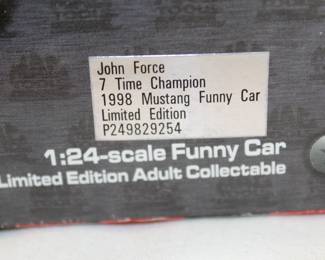 John Force
7 Time Champion
1998 Mustang Funny Car
Limited Edition
P249829254
1:24-scale Funny Car
Limited Edition Adult Collectable